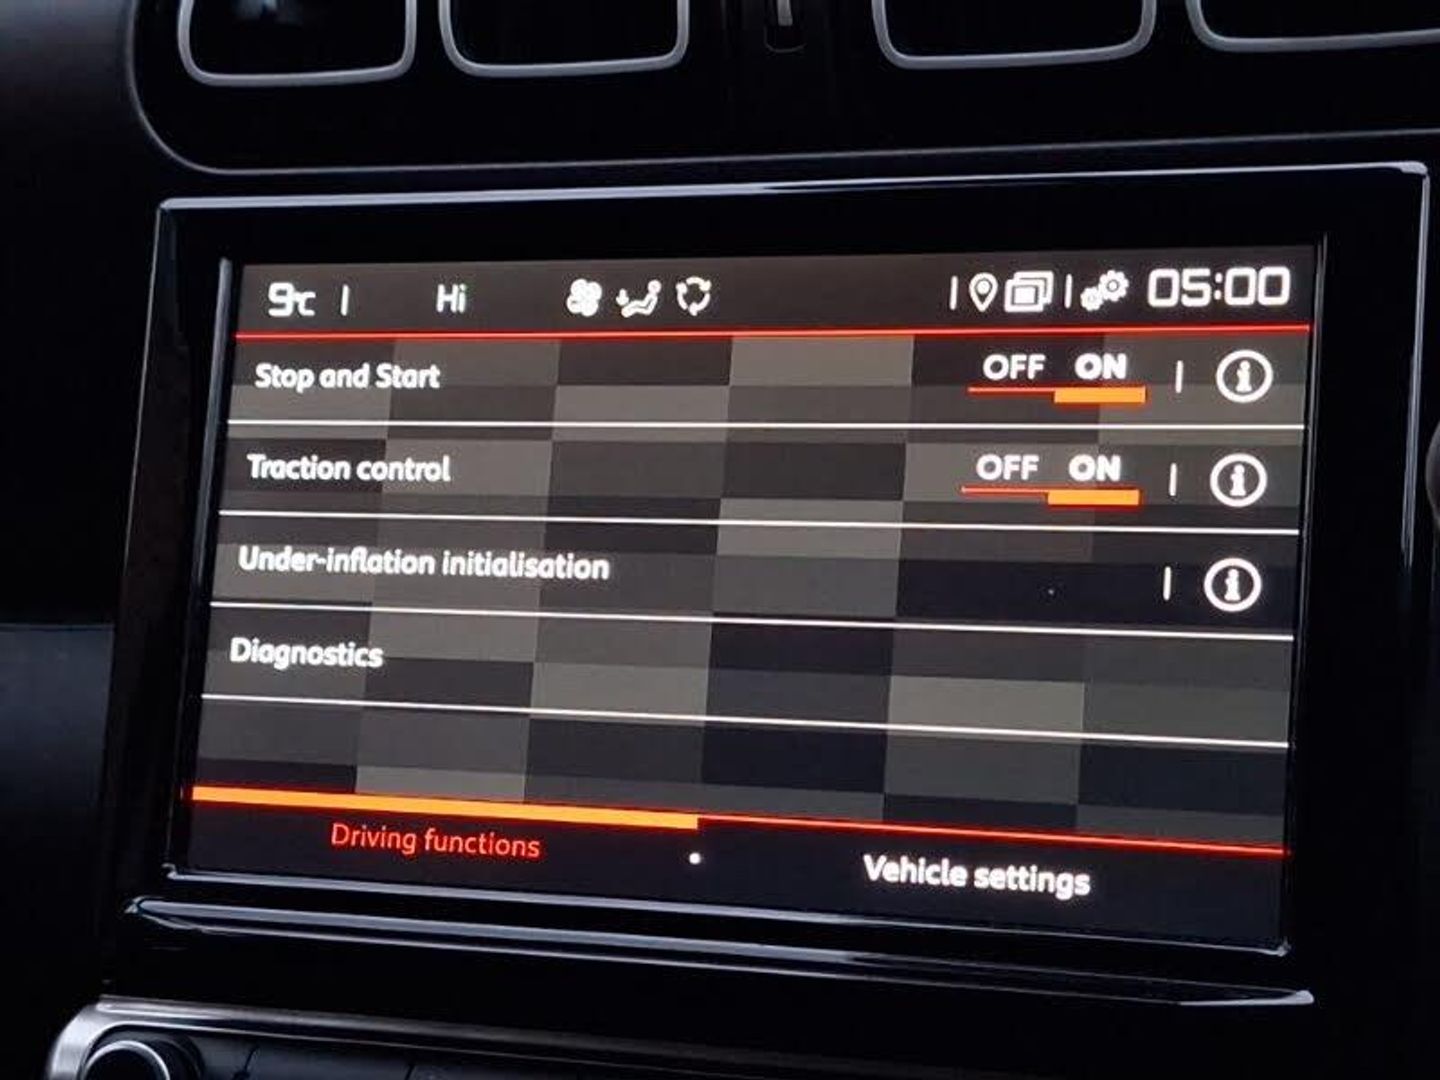 9°C Hi 05:00
Stop and Start OFF ON
Traction control OFF ON
Under-inflation initialisation
Diagnostics
Driving functions Vehicle settings